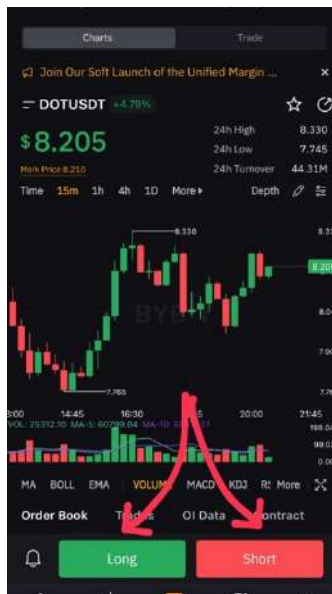 Charts Trade
Join Our Soft Launch of the Unified Margin ... ×
DOTUSDT +4.79%
24h High 8.330
$8.205
24h Low 7.745
Mark Price 8.210
24h Turnover 44.31M
Time 15m 1h 4h 1D More Depth
8.330
BYB
7.765
14:45 16:30 20:00 21:45
MA BOLL EMA VOLUM MACD KDJ More
Order Book OI Data
Long Short